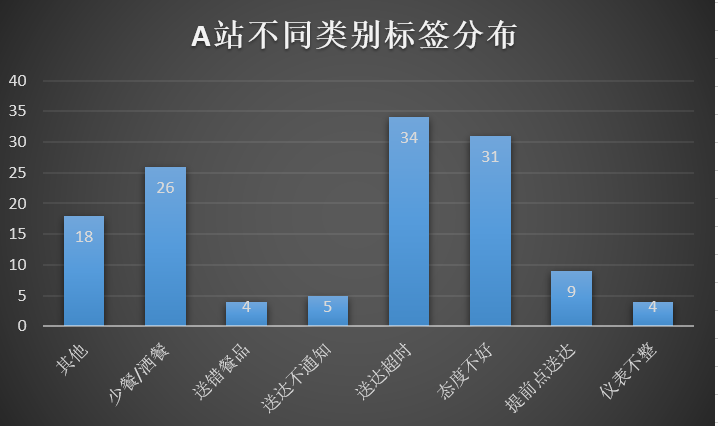 A站不同类别标签分布
40
35
30
25
20
15
10
5
0
18
26
4
5
34
31
9
4
其他
少餐/洒餐
送错餐品
送达不通知
送达超时
态度不好
提前点送达
仪表不整